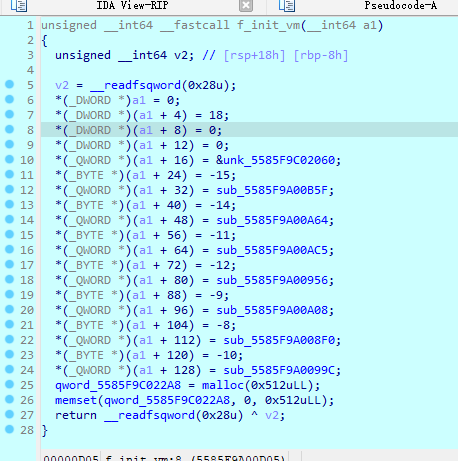 IDA View-RIP Pseudocode-A
1 unsigned __int64 __fastcall f_init_vm(__int64 a1)
2 {
3 unsigned __int64 v2; // [rsp+18h] [rbp-8h]
4
5 v2 = __readfsqword(0x28u);
6 *(_DWORD *)a1 = 0;
7 *(_DWORD *)(a1 + 4) = 18;
8 *(_DWORD *)(a1 + 8) = 0;
9 *(_DWORD *)(a1 + 12) = 0;
10 *(_QWORD *)(a1 + 16) = &unk_5585F9C02060;
11 *(_BYTE *)(a1 + 24) = -15;
12 *(_QWORD *)(a1 + 32) = sub_5585F9A00B5F;
13 *(_BYTE *)(a1 + 40) = -14;
14 *(_QWORD *)(a1 + 48) = sub_5585F9A00A64;
15 *(_BYTE *)(a1 + 56) = -11;
16 *(_QWORD *)(a1 + 64) = sub_5585F9A00AC5;
17 *(_BYTE *)(a1 + 72) = -12;
18 *(_QWORD *)(a1 + 80) = sub_5585F9A00956;
19 *(_BYTE *)(a1 + 88) = -9;
20 *(_QWORD *)(a1 + 96) = sub_5585F9A00A08;
21 *(_BYTE *)(a1 + 104) = -8;
22 *(_QWORD *)(a1 + 112) = sub_5585F9A008F0;
23 *(_BYTE *)(a1 + 120) = -10;
24 *(_QWORD *)(a1 + 128) = sub_5585F9A0099C;
25 qword_5585F9C022A8 = malloc(0x512uLL);
26 memset(qword_5585F9C022A8, 0, 0x512uLL);
27 return __readfsqword(0x28u) ^ v2;
28 }
00000D05 f_init_vm:8 (5585F9A00D05)